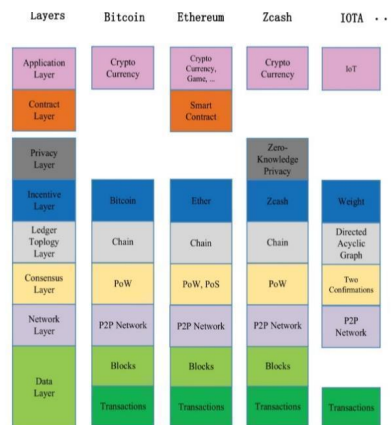 Layers Bitcoin Ethereum Zcash IOTA ..
Application
Layer
Crypto
Currency
Crypto
Currency,
Game, ...
Crypto
Currency
IoT
Contract
Layer
Smart
Contract
Privacy
Layer
Zero-
Knowledge
Privacy
Incentive
Layer
Bitcoin
Ether
Zcash
Weight
Ledger
Toplogy
Layer
Chain
Chain
Chain
Directed
Acyclic
Graph
Consensus
Layer
PoW
PoW, PoS
PoW
Two
Confirmations
Network
Layer
P2P Network
P2P Network
P2P Network
P2P
Network
Data
Layer
Blocks
Blocks
Blocks
Transactions
Transactions
Transactions
Transactions